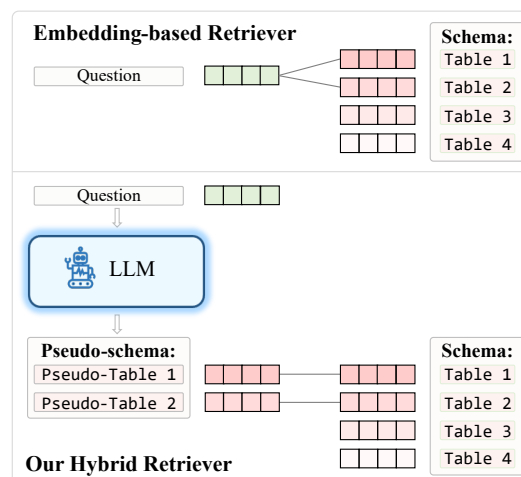 Embedding-based Retriever
Question
Schema:
Table 1
Table 2
Table 3
Table 4
Question
LLM
Pseudo-schema:
Pseudo-Table 1
Pseudo-Table 2
Schema:
Table 1
Table 2
Table 3
Table 4
Our Hybrid Retriever